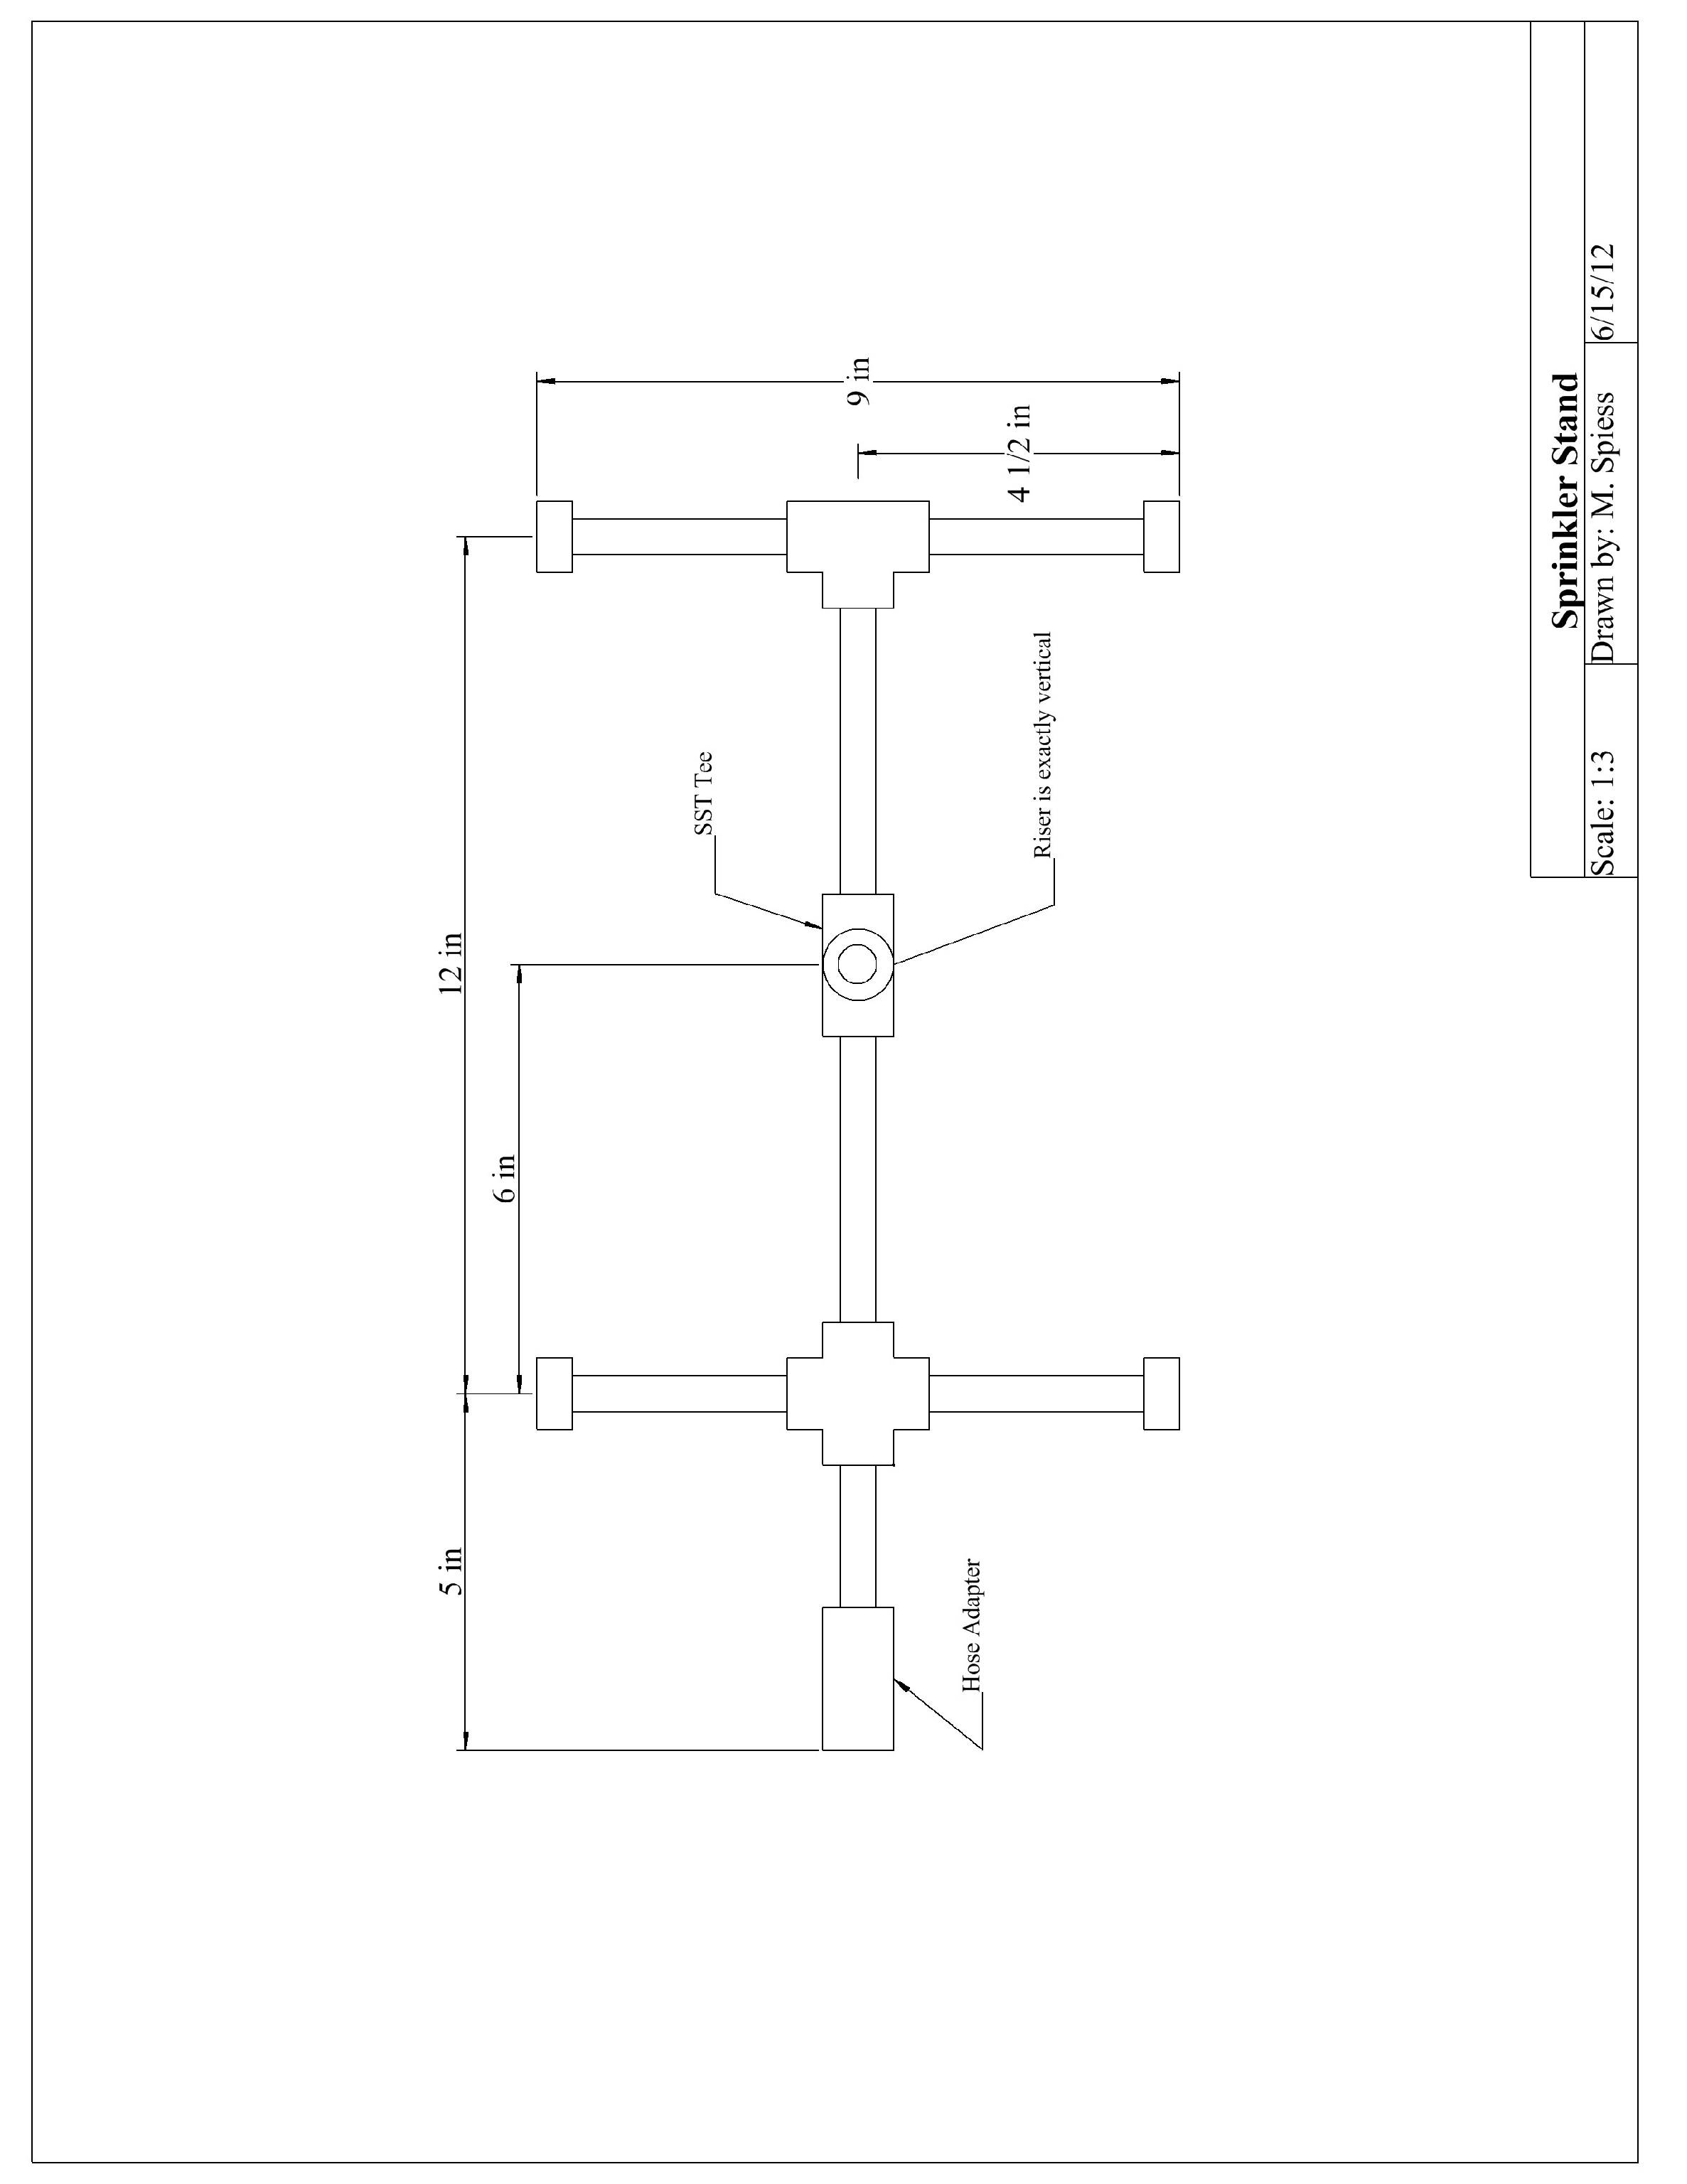 5 in
12 in
6 in
9 in
4 1/2 in
SST Tee
Riser is exactly vertical
Hose Adapter
Sprinkler Stand
Scale: 1:3
Drawn by: M. Spiess
6/15/12